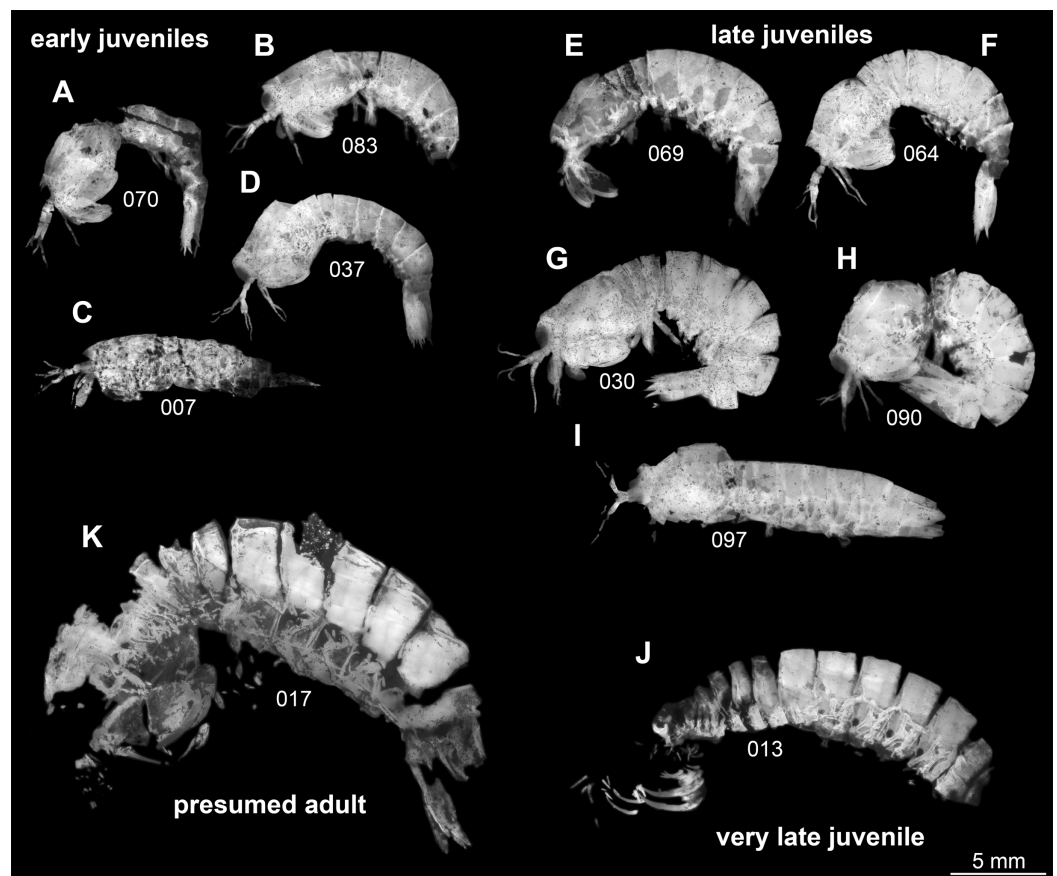 early juveniles
late juveniles
A
070
B
083
C
007
D
037
E
069
F
064
G
030
H
090
I
097
K
017
presumed adult
J
013
very late juvenile
5 mm